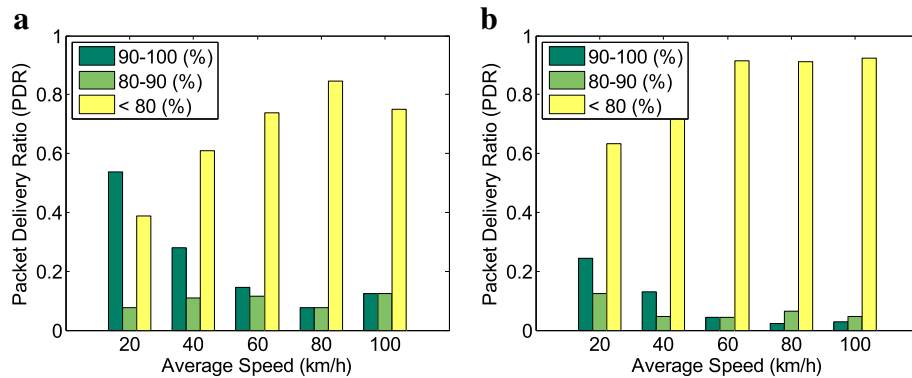 a
Packet Delivery Ratio (PDR)
1
0.8
0.6
0.4
0.2
0
90-100 (%)
80-90 (%)
< 80 (%)
20 40 60 80 100
Average Speed (km/h)
b
Packet Delivery Ratio (PDR)
1
0.8
0.6
0.4
0.2
0
90-100 (%)
80-90 (%)
< 80 (%)
20 40 60 80 100
Average Speed (km/h)